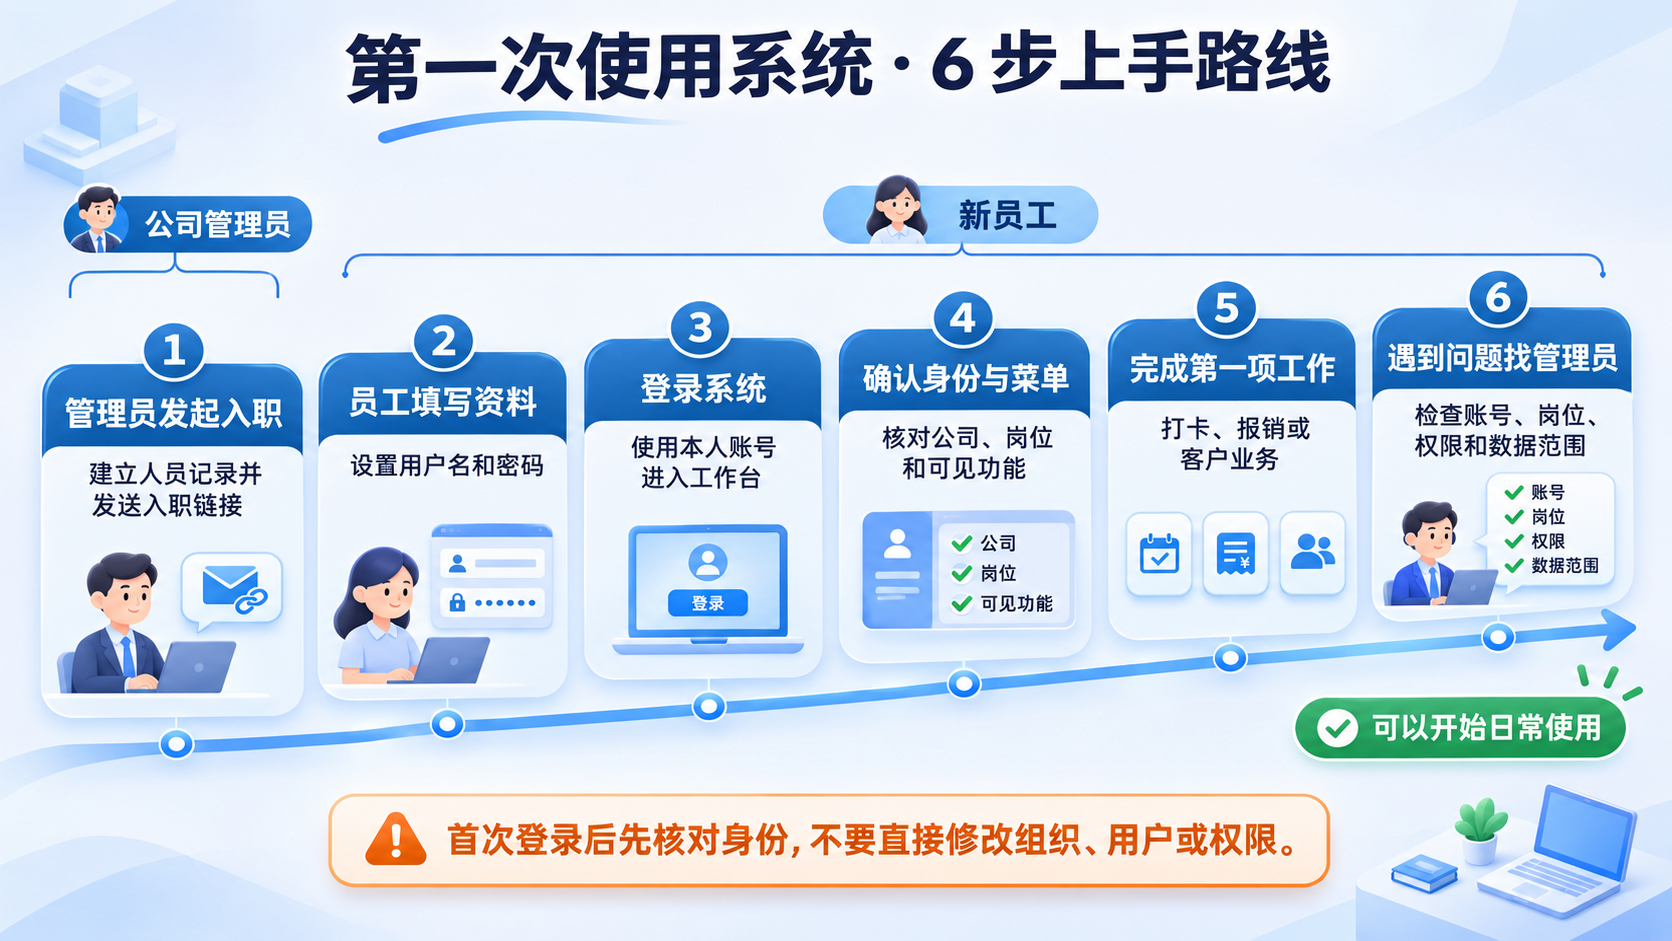 第一次使用系统 · 6 步上手路线
公司管理员
新员工
1
管理员发起入职
建立人员记录并
发送入职链接
2
员工填写资料
设置用户名和密码
3
登录系统
使用本人账号
进入工作台
登录
4
确认身份与菜单
核对公司、岗位
和可见功能
公司
岗位
可见功能
5
完成第一项工作
打卡、报销或
客户业务
¥
6
遇到问题找管理员
检查账号、岗位、
权限和数据范围
账号
岗位
权限
数据范围
可以开始日常使用
首次登录后先核对身份，不要直接修改组织、用户或权限。